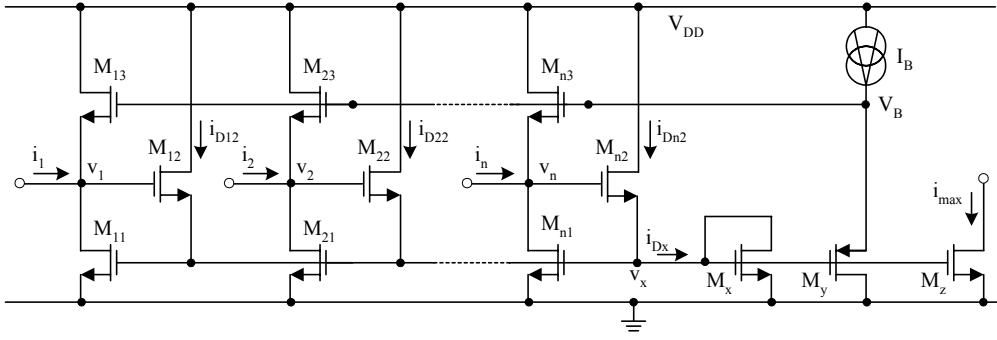 V_DD
I_B
M_13
M_23
M_n3
V_B
i_D12
i_D22
i_Dn2
i_1
M_12
i_2
M_22
i_n
M_n2
v_1
v_2
v_n
i_max
M_11
M_21
M_n1
i_Dx
v_x
M_x
M_y
M_z